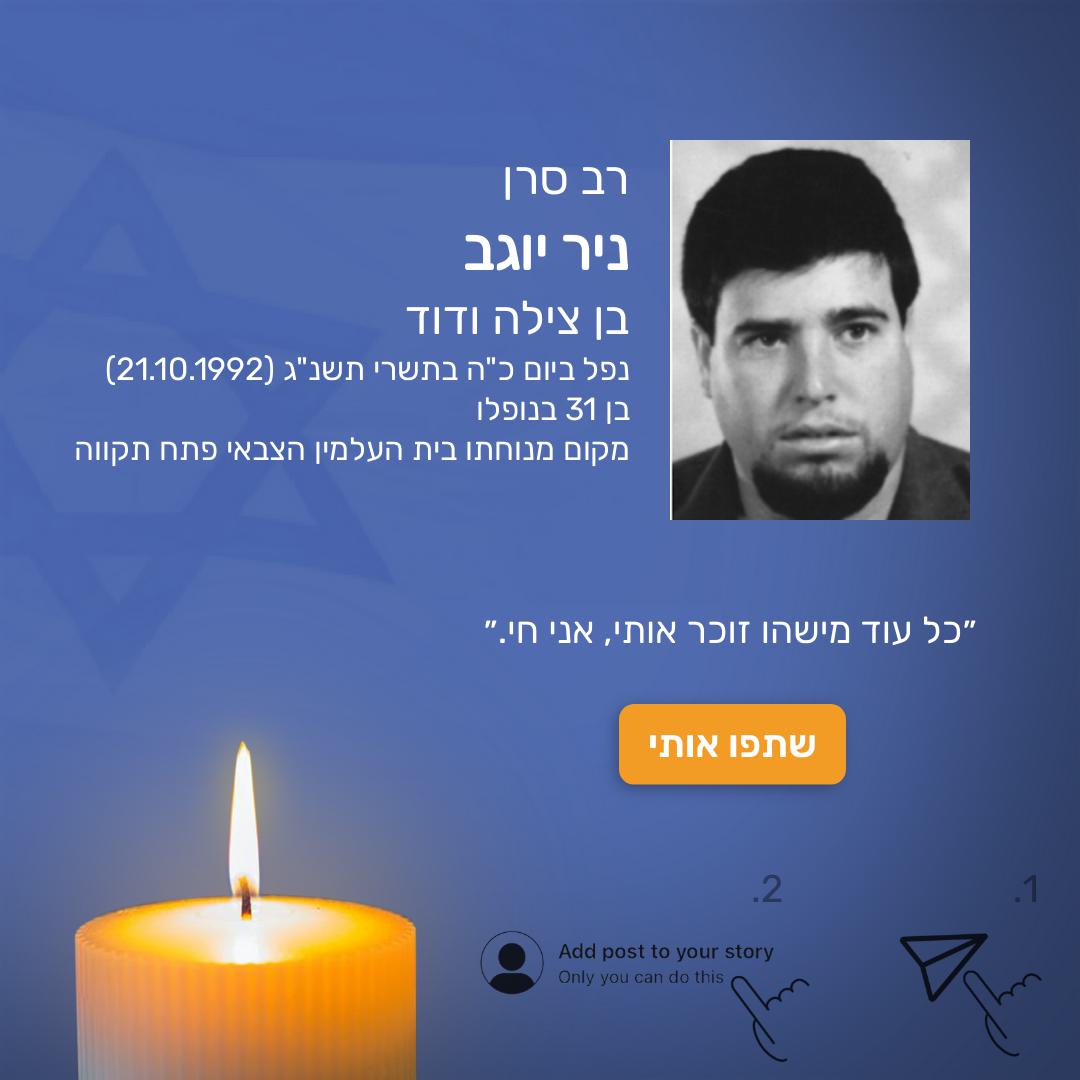 רב סרן
ניר יוגב
בן צילה ודוד
נפל ביום כ"ה בתשרי תשנ"ג (21.10.1992)
בן 31 בנופלו
מקום מנוחתו בית העלמין הצבאי פתח תקווה
״כל עוד מישהו זוכר אותי, אני חי.״
שתפו אותי
1.
2.
Add post to your story
Only you can do this